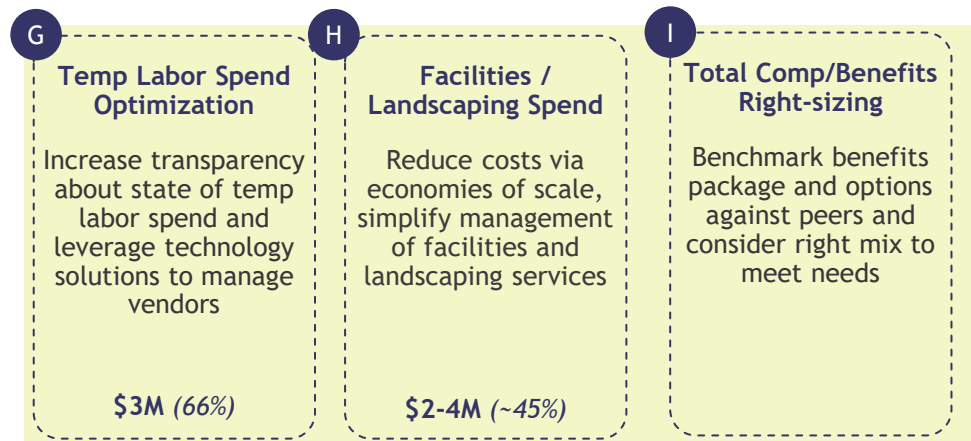 G
Temp Labor Spend
Optimization
Increase transparency
about state of temp
labor spend and
leverage technology
solutions to manage
vendors
$3M (66%)
H
Facilities /
Landscaping Spend
Reduce costs via
economies of scale,
simplify management
of facilities and
landscaping services
$2-4M (~45%)
I
Total Comp/Benefits
Right-sizing
Benchmark benefits
package and options
against peers and
consider right mix to
meet needs